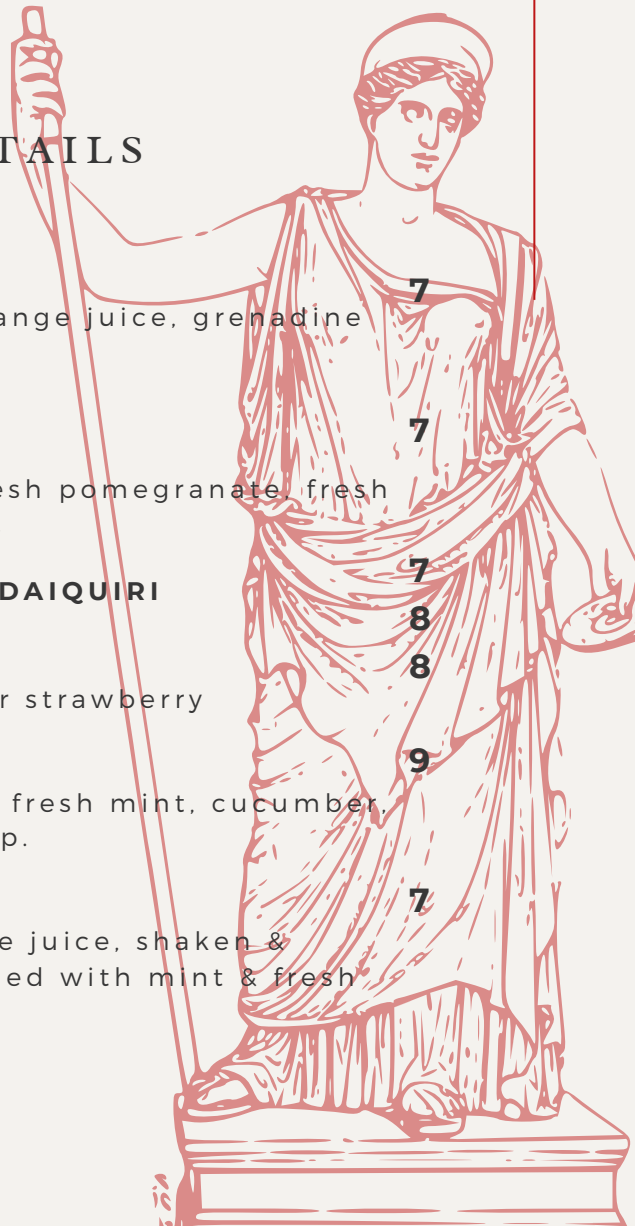 TAILS
7
ange juice, grenadine
7
esh pomegranate, fresh
7
DAIQUIRI
8
8
r strawberry
9
fresh mint, cucumber,
p.
7
e juice, shaken &
ed with mint & fresh